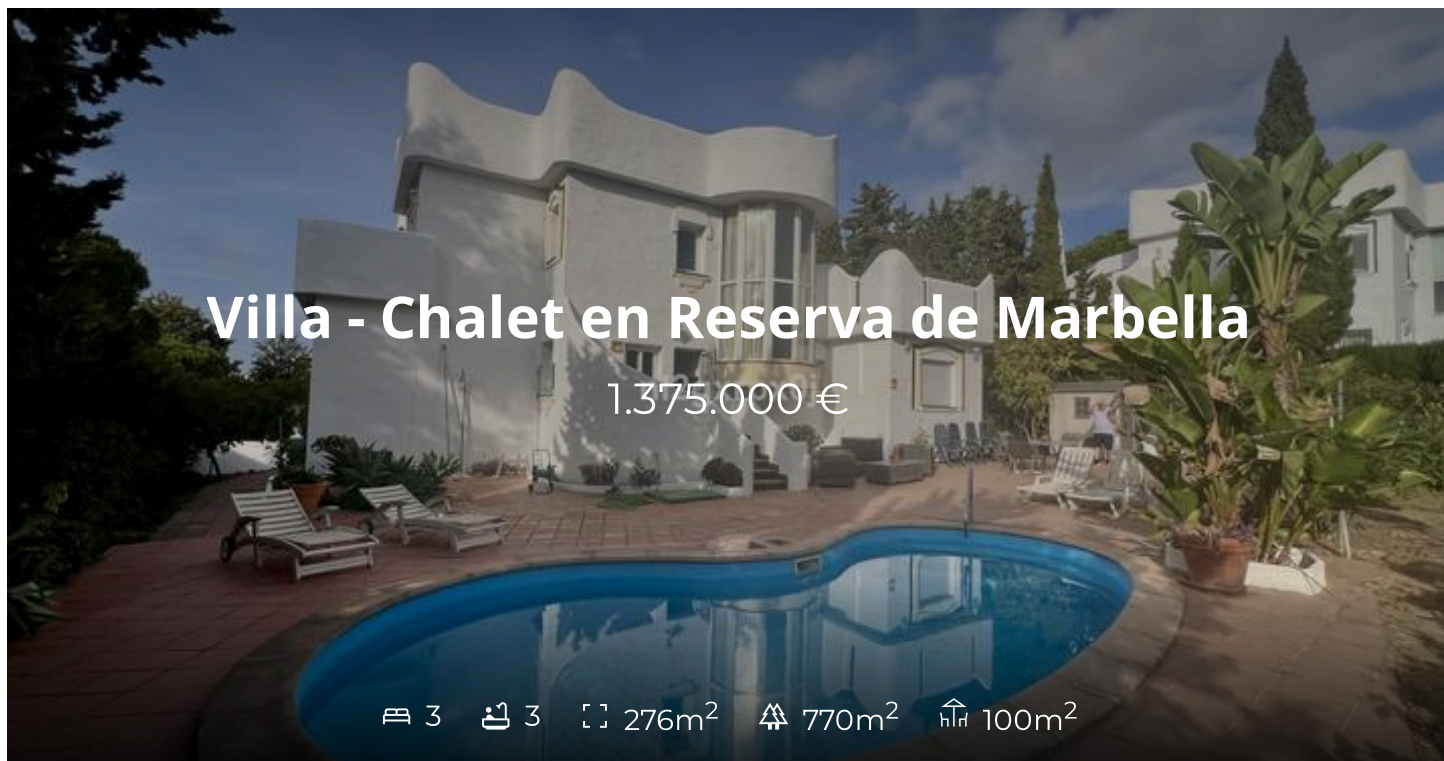 Villa - Chalet en Reserva de Marbella
1.375.000 €
3 3 276m² 770m² 100m²